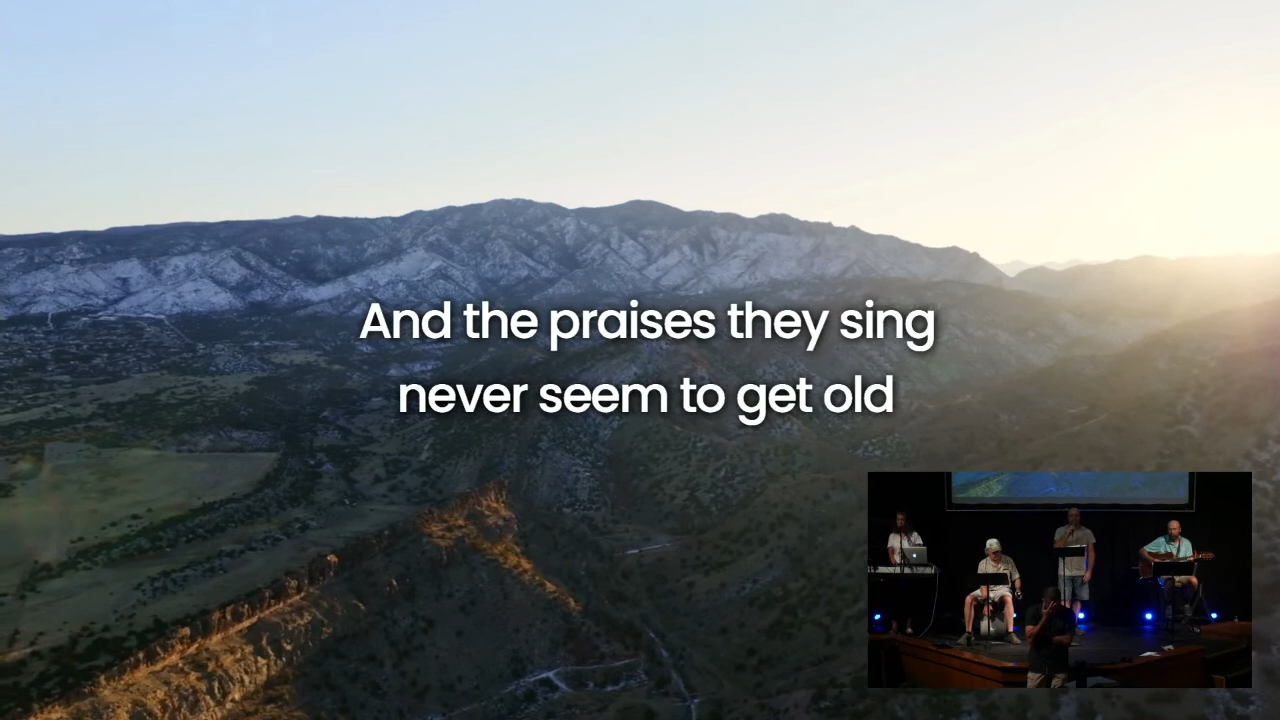 And the praises they sing
never seem to get old